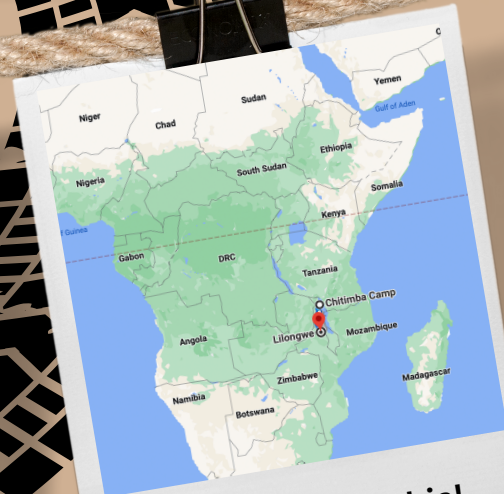 Yemen
Gulf of Aden
Sudan
Niger
Chad
Ethiopia
South Sudan
Nigeria
Somalia
Kenya
DRC
Gabon
Tanzania
Chitimba Camp
Mozambique
Lilongwe
Angola
Madagascar
Zimbabwe
Namibia
Botswana